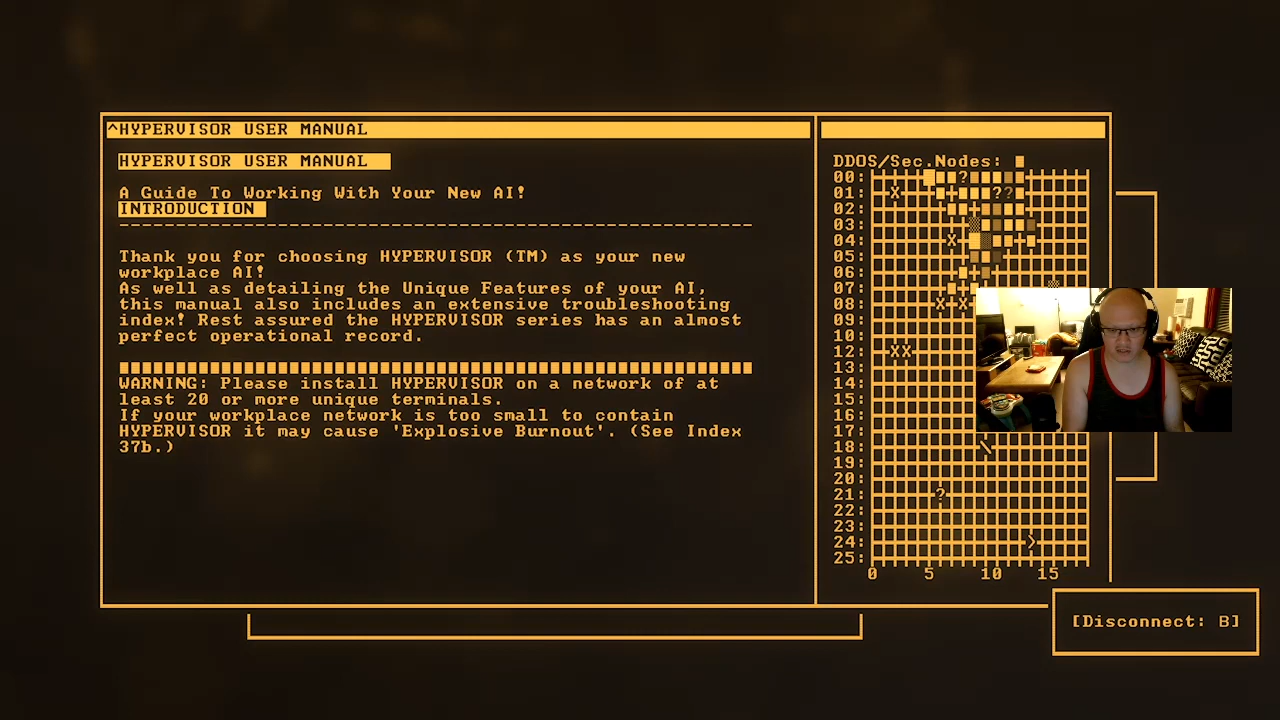 ^HYPERVISOR USER MANUAL
HYPERVISOR USER MANUAL
A Guide To Working With Your New AI!
INTRODUCTION
Thank you for choosing HYPERVISOR (TM) as your new
workplace AI!
As well as detailing the Unique Features of your AI,
this manual also includes an extensive troubleshooting
index! Rest assured the HYPERVISOR series has an almost
perfect operational record.
WARNING: Please install HYPERVISOR on a network of at
least 20 or more unique terminals.
If your workplace network is too small to contain
HYPERVISOR it may cause 'Explosive Burnout'. (See Index
37b.)
DDOS/Sec.Nodes:
00: ?
01: X ??
02:
03:
04: X
05:
06:
07:
08: X X
09:
10:
12: XX
13:
14:
15:
16:
17:
18: \
19:
20:
21: ?
22:
23:
24: >
25:
0 5 10 15
[Disconnect: B]